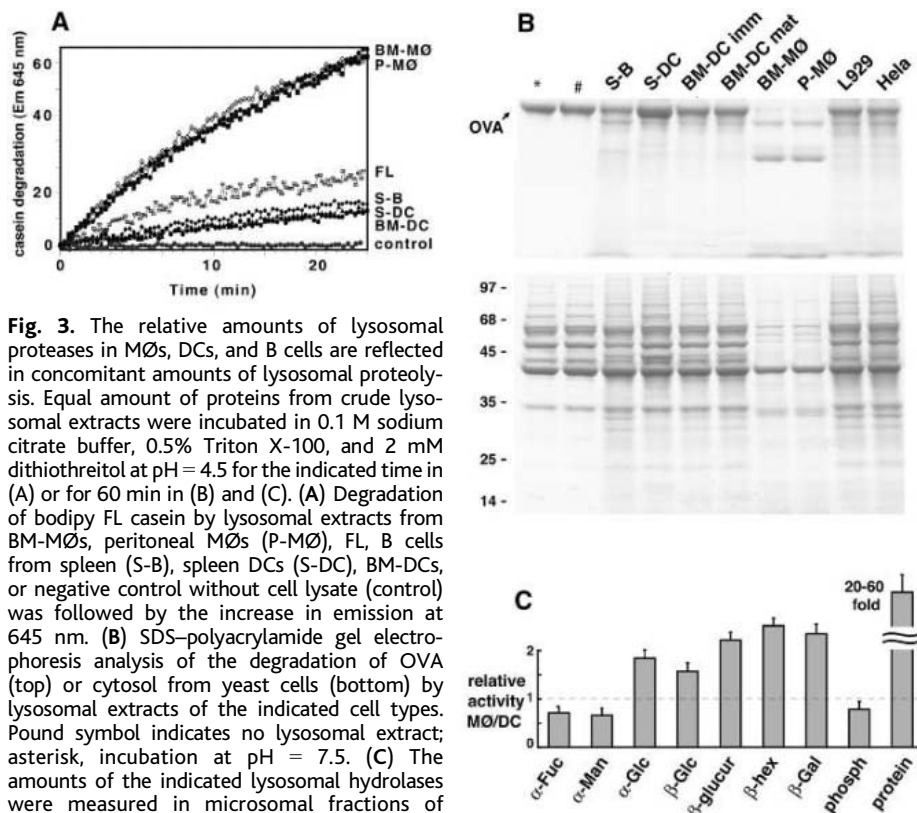 A
casein degradation (Em 645 nm)
60
40
20
0
BM-MØ
P-MØ
FL
S-B
S-DC
BM-DC
control
0
10
20
Time (min)
Fig. 3. The relative amounts of lysosomal
proteases in MØs, DCs, and B cells are reflected
in concomitant amounts of lysosomal proteoly-
sis. Equal amount of proteins from crude lyso-
somal extracts were incubated in 0.1 M sodium
citrate buffer, 0.5% Triton X-100, and 2 mM
dithiothreitol at pH = 4.5 for the indicated time in
(A) or for 60 min in (B) and (C). (A) Degradation
of bodipy FL casein by lysosomal extracts from
BM-MØs, peritoneal MØs (P-MØ), FL, B cells
from spleen (S-B), spleen DCs (S-DC), BM-DCs,
or negative control without cell lysate (control)
was followed by the increase in emission at
645 nm. (B) SDS–polyacrylamide gel electro-
phoresis analysis of the degradation of OVA
(top) or cytosol from yeast cells (bottom) by
lysosomal extracts of the indicated cell types.
Pound symbol indicates no lysosomal extract;
asterisk, incubation at pH = 7.5. (C) The
amounts of the indicated lysosomal hydrolases
were measured in microsomal fractions of
B
*
#
S-B
S-DC
BM-DC imm
BM-DC mat
BM-MØ
P-MØ
L929
Hela
OVA
97 -
68 -
45 -
35 -
25 -
14 -
C
20-60
fold
2
1
0
relative
activity
MØ/DC
α-Fuc
α-Man
α-Glc
β-Glc
β-glucur
β-hex
β-Gal
phosph
protein